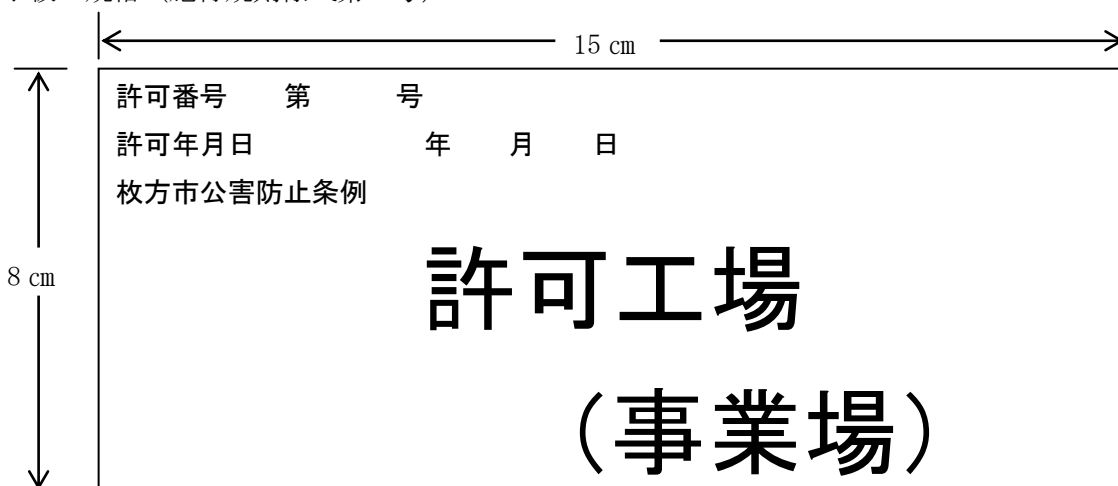 15 cm
許可番号　　第　　　号
許可年月日　　　　　　年　　月　　日
枚方市公害防止条例
8 cm
許可工場
（事業場）